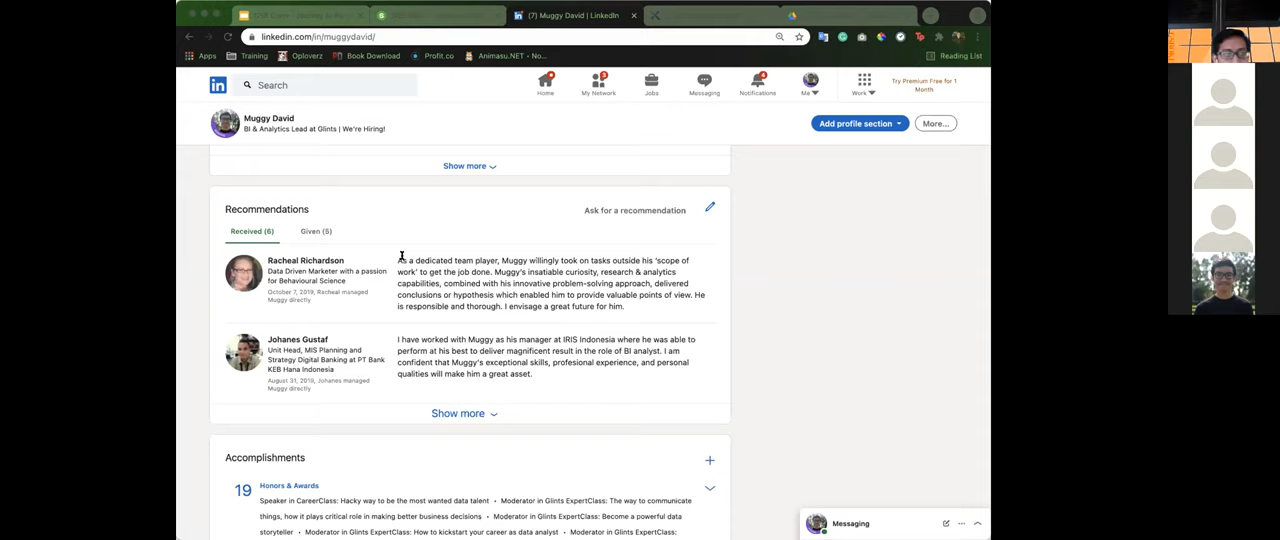 (7) Muggy David | LinkedIn
linkedin.com/in/muggydavid/
Apps Training Oploverz Book Download Profit.co Animasu.NET - No... Reading List
in Search
Home My Network Jobs Messaging Notifications Me Work
3 4
Try Premium Free for 1
Month
Muggy David
BI & Analytics Lead at Glints | We're Hiring!
Add profile section More...
Show more
Recommendations
Ask for a recommendation
Received (6) Given (5)
Racheal Richardson
Data Driven Marketer with a passion
for Behavioural Science
October 7, 2019, Racheal managed
Muggy directly
As a dedicated team player, Muggy willingly took on tasks outside his 'scope of
work' to get the job done. Muggy's insatiable curiosity, research & analytics
capabilities, combined with his innovative problem-solving approach, delivered
conclusions or hypothesis which enabled him to provide valuable points of view. He
is responsible and thorough. I envisage a great future for him.
Johanes Gustaf
Unit Head, MIS Planning and
Strategy Digital Banking at PT Bank
KEB Hana Indonesia
August 31, 2019, Johanes managed
Muggy directly
I have worked with Muggy as his manager at IRIS Indonesia where he was able to
perform at his best to deliver magnificent result in the role of BI analyst. I am
confident that Muggy's exceptional skills, profesional experience, and personal
qualities will make him a great asset.
Show more
Accomplishments
19 Honors & Awards
Speaker in CareerClass: Hacky way to be the most wanted data talent • Moderator in Glints ExpertClass: The way to communicate
things, how it plays critical role in making better business decisions • Moderator in Glints ExpertClass: Become a powerful data
storyteller • Moderator in Glints ExpertClass: How to kickstart your career as data analyst • Moderator in Glints ExpertClass:
Messaging